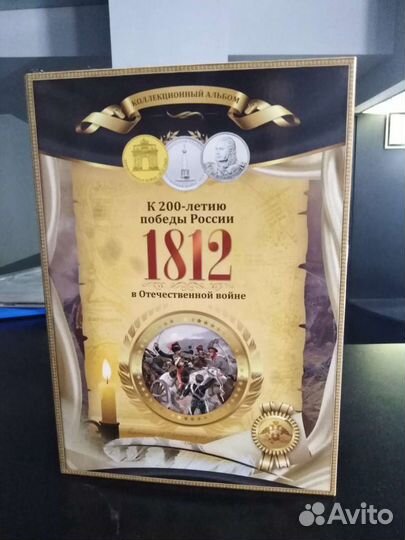 КОЛЛЕКЦИОННЫЙ АЛЬБОМ
К 200-летию
победы России
1812
в Отечественной войне
Avito